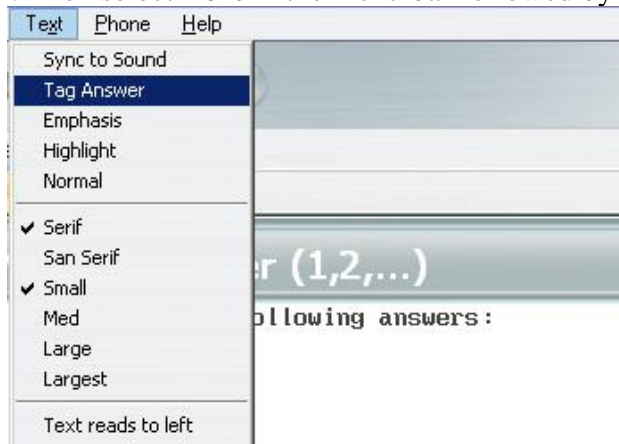 Text Phone Help
Sync to Sound
Tag Answer
Emphasis
Highlight
Normal
✔ Serif
San Serif
r (1,2,...)
✔ Small
Med
ollowing answers:
Large
Largest
Text reads to left